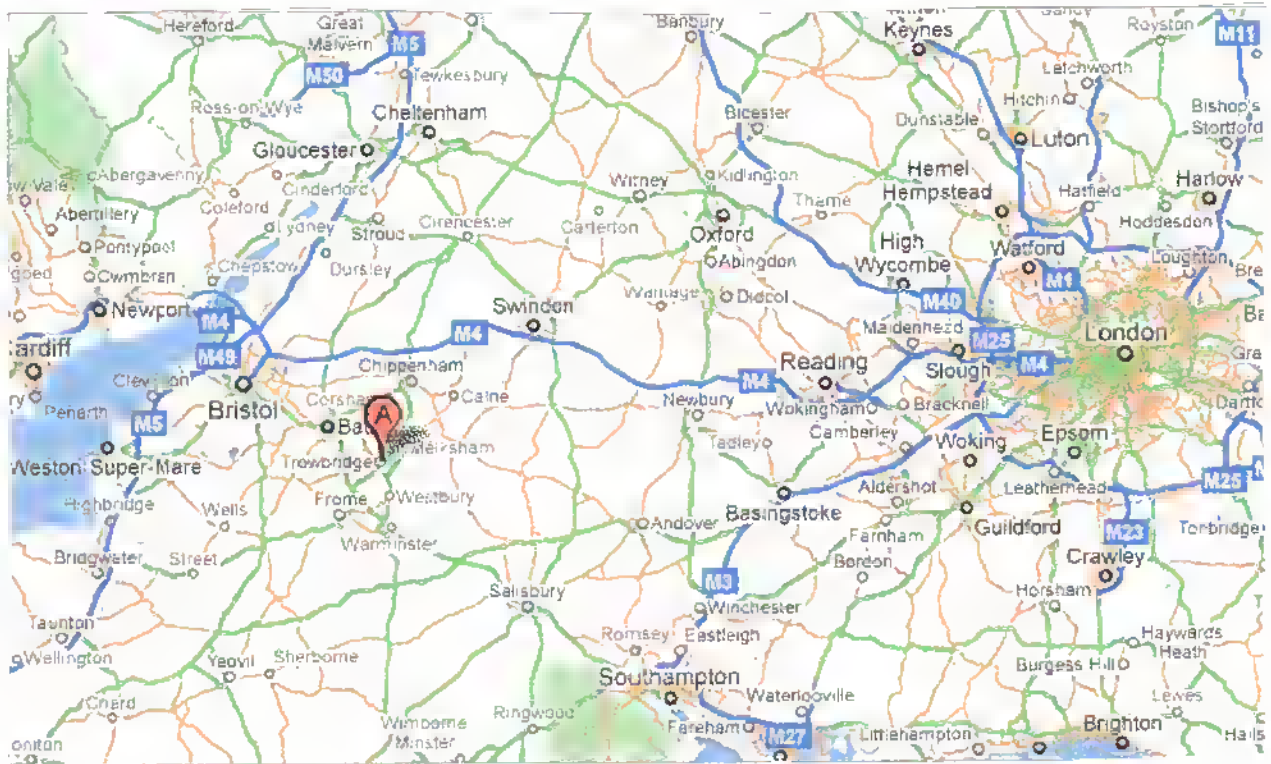 Hereford
Great
Malvern
M5
Banbury
Keynes
Royston
M11
M50
Tewkesbury
Letchworth
Ross-on-Wye
Cheltenham
Bicester
Dunstable
Hitchin
Bishop's
Stortford
Gloucester
Luton
Abergavenny
Cinderford
Witney
Kidlington
Hemel
Hempstead
Hatfield
Harlow
Abertillery
Coleford
Lydney
Stroud
Cirencester
Carterton
Thame
Hoddesdon
Pontypool
Oxford
High
Wycombe
Watford
Loughton
Cwmbran
Chepstow
Dursley
Abingdon
M1
Newport
Swindon
Wantage
Didcot
M40
M4
M4
Maidenhead
M25
London
ardiff
M49
Chippenham
Reading
Slough
M4
Clevedon
M4
Penarth
M5
Bristol
Corsha
Calne
Newbury
Wokingham
Bracknell
A
Bat
Melksham
Tadley
Camberley
Woking
Epsom
Weston Super-Mare
Trowbridge
M25
Highbridge
Frome
Westbury
Aldershot
Leatherhead
Wells
Andover
Basingstoke
Guildford
M23
Tonbridge
Warminster
Farnham
Bridgwater
Street
Bordon
Crawley
M3
Salisbury
Winchester
Horsham
Taunton
Romsey
Eastleigh
Haywards
Heath
Wellington
Yeovil
Sherborne
Burgess Hill
Southampton
Chard
Wimborne
Minster
Ringwood
Waterlooville
Lewes
Fareham
M27
Littlehampton
Brighton
Hails
oniton